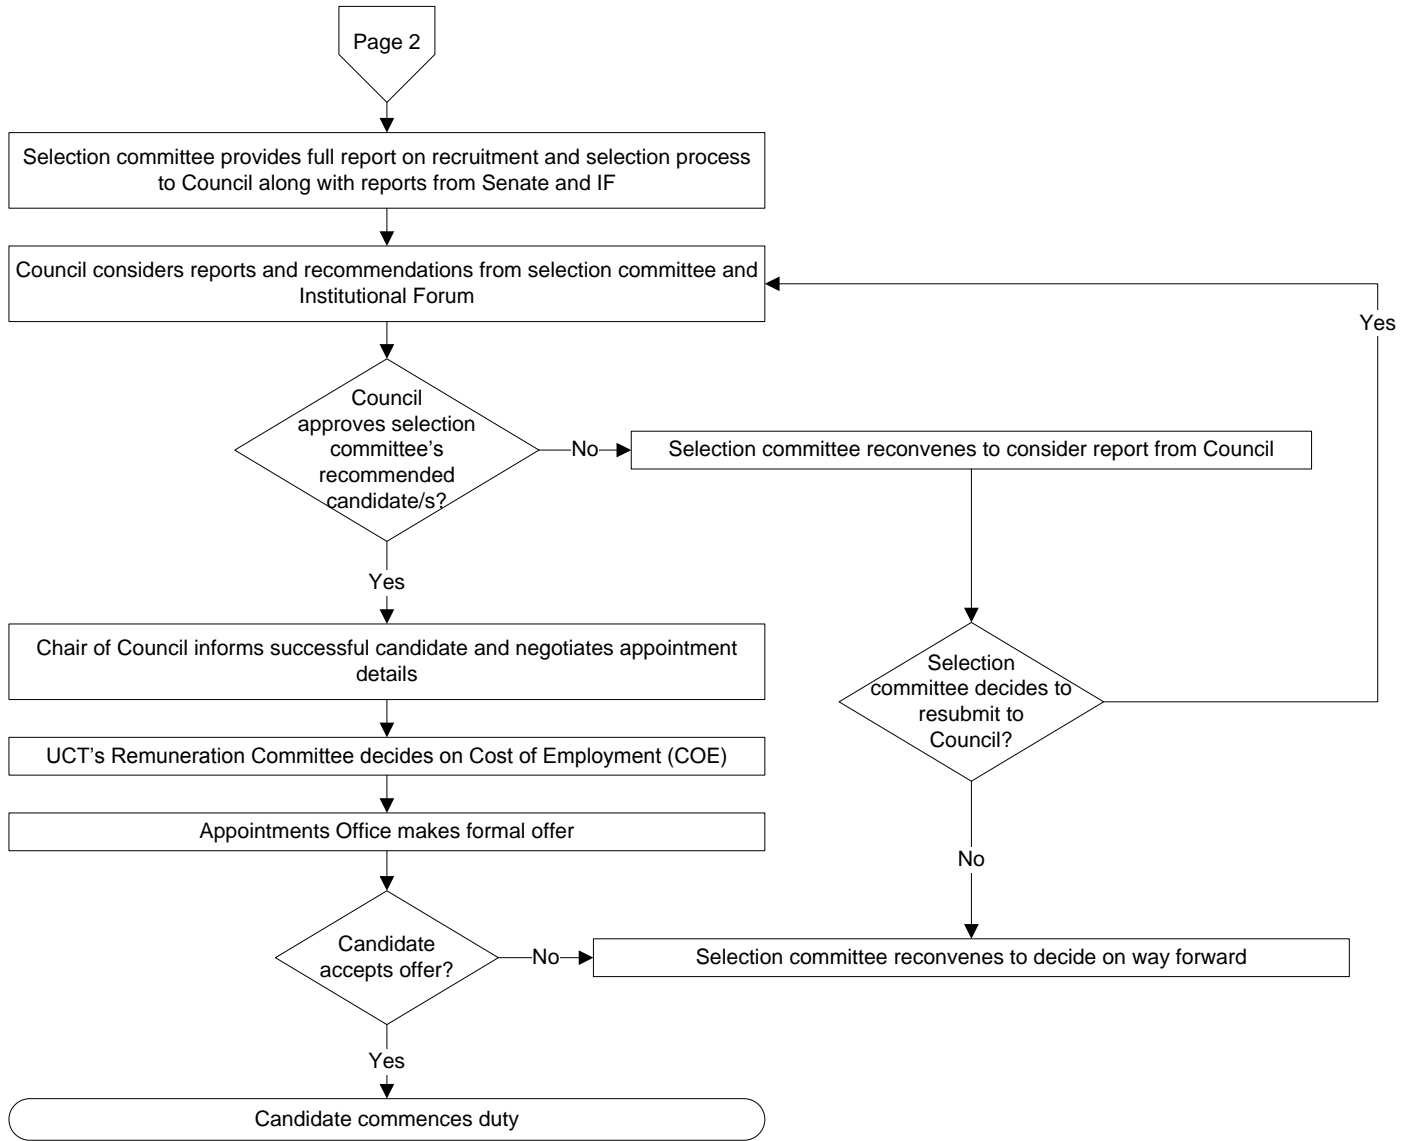 Page 2
Selection committee provides full report on recruitment and selection process
to Council along with reports from Senate and IF
Council considers reports and recommendations from selection committee and
Institutional Forum
Yes
Council
approves selection
committee’s
recommended
candidate/s?
No
Selection committee reconvenes to consider report from Council
Yes
Chair of Council informs successful candidate and negotiates appointment
details
Selection
committee decides to
resubmit to
Council?
UCT’s Remuneration Committee decides on Cost of Employment (COE)
Appointments Office makes formal offer
No
Candidate
accepts offer?
No
Selection committee reconvenes to decide on way forward
Yes
Candidate commences duty